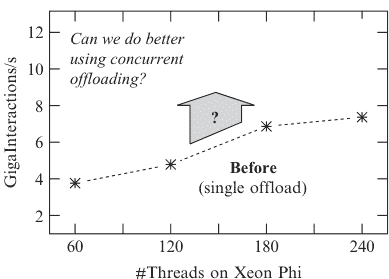 12
10
8
6
4
2
GigaInteractions/s
Can we do better
using concurrent
offloading?
?
Before
(single offload)
60
120
180
240
#Threads on Xeon Phi